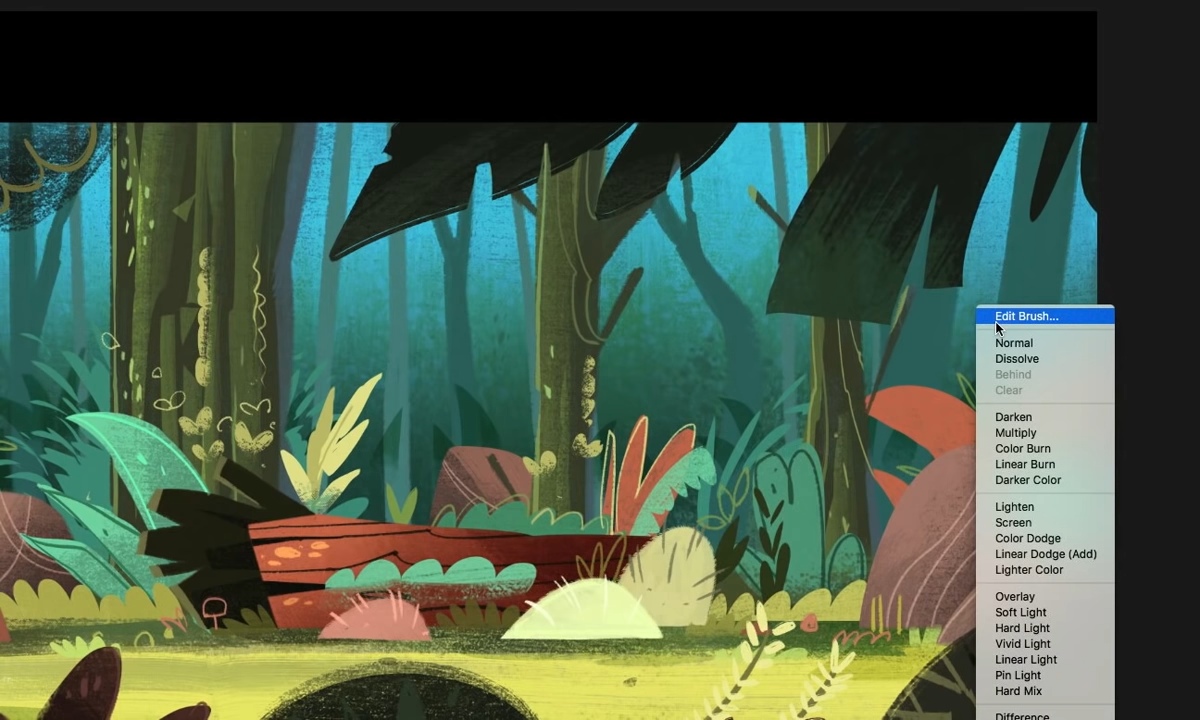 Edit Brush...
Normal
Dissolve
Behind
Clear
Darken
Multiply
Color Burn
Linear Burn
Darker Color
Lighten
Screen
Color Dodge
Linear Dodge (Add)
Lighter Color
Overlay
Soft Light
Hard Light
Vivid Light
Linear Light
Pin Light
Hard Mix
Difference